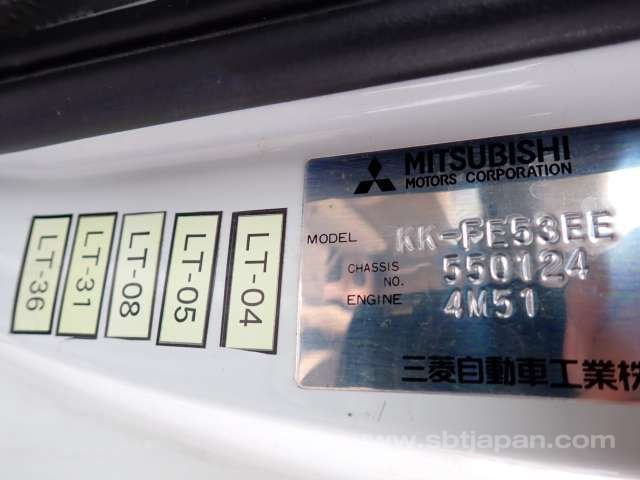 MITSUBISHI
MOTORS CORPORATION
MODEL KK-FE53EE
CHASSIS NO. 550124
ENGINE 4M51
三菱自動車工業株
LT-36
LT-31
LT-08
LT-05
LT-04
www.sbtjapan.com